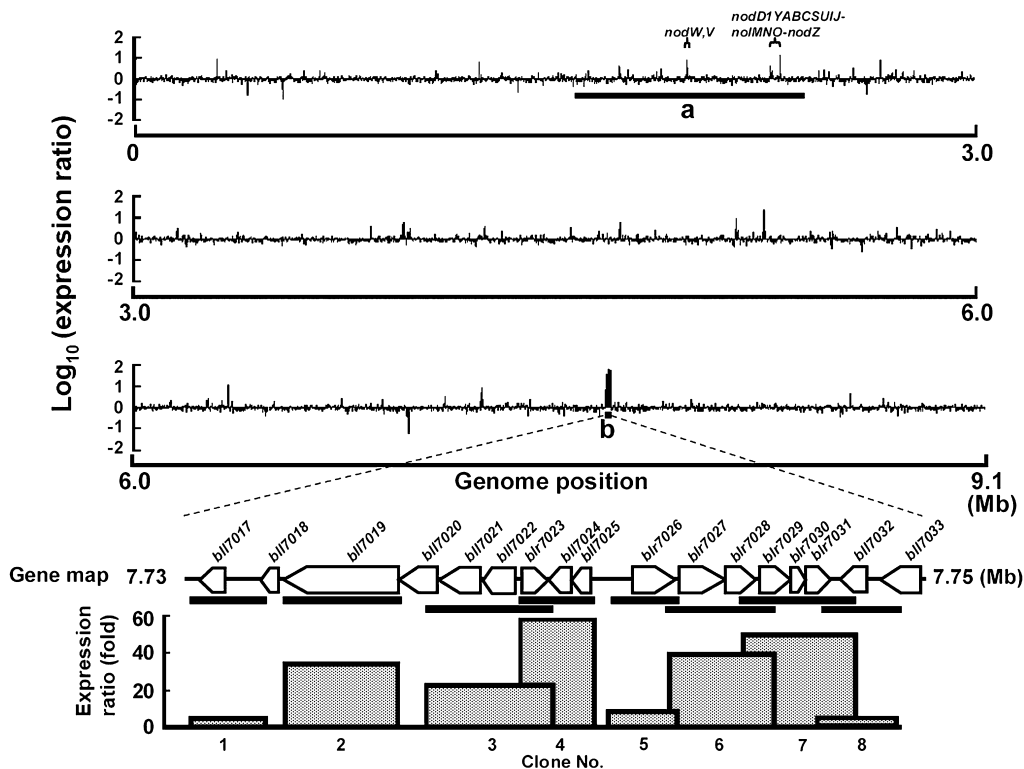 nodD1YABCSUIJ-
nodW,V nolMNO-nodZ
2
1
0
-1
-2
a
0 3.0
2
1
0
-1
-2
3.0 6.0
Log10 (expression ratio)
2
1
0
-1
-2
b
6.0 Genome position 9.1
(Mb)
bll7017 bll7018 bll7019 bll7020 bll7021 bll7022 blr7023 bll7024 bll7025 blr7026 blr7027 blr7028 blr7029 blr7030 blr7031 bll7032 bll7033
Gene map 7.73 7.75 (Mb)
Expression
ratio (fold)
60
40
20
0
1 2 3 4 5 6 7 8
Clone No.